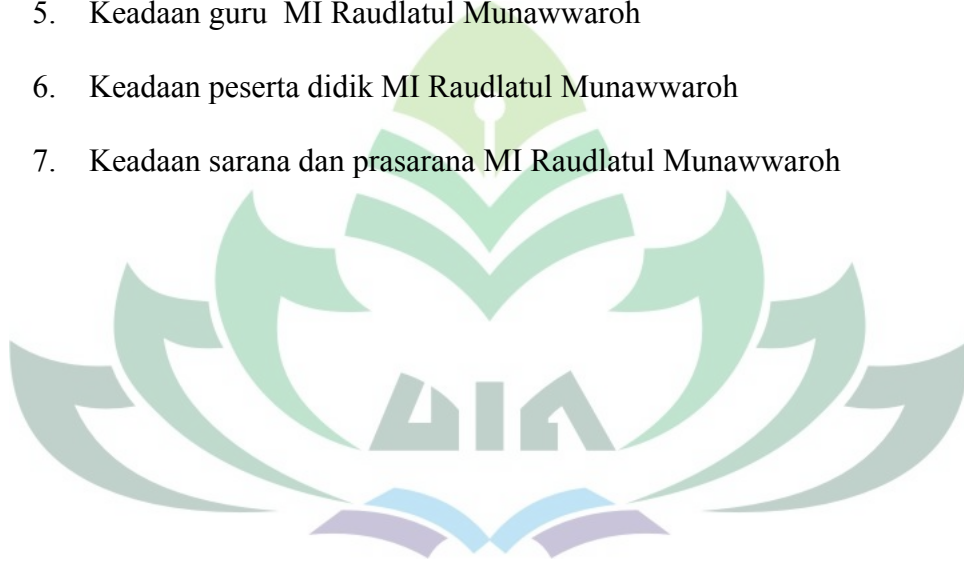 5. Keadaan guru  MI Raudlatul Munawwaroh
6. Keadaan peserta didik MI Raudlatul Munawwaroh
7. Keadaan sarana dan prasarana MI Raudlatul Munawwaroh
UIN